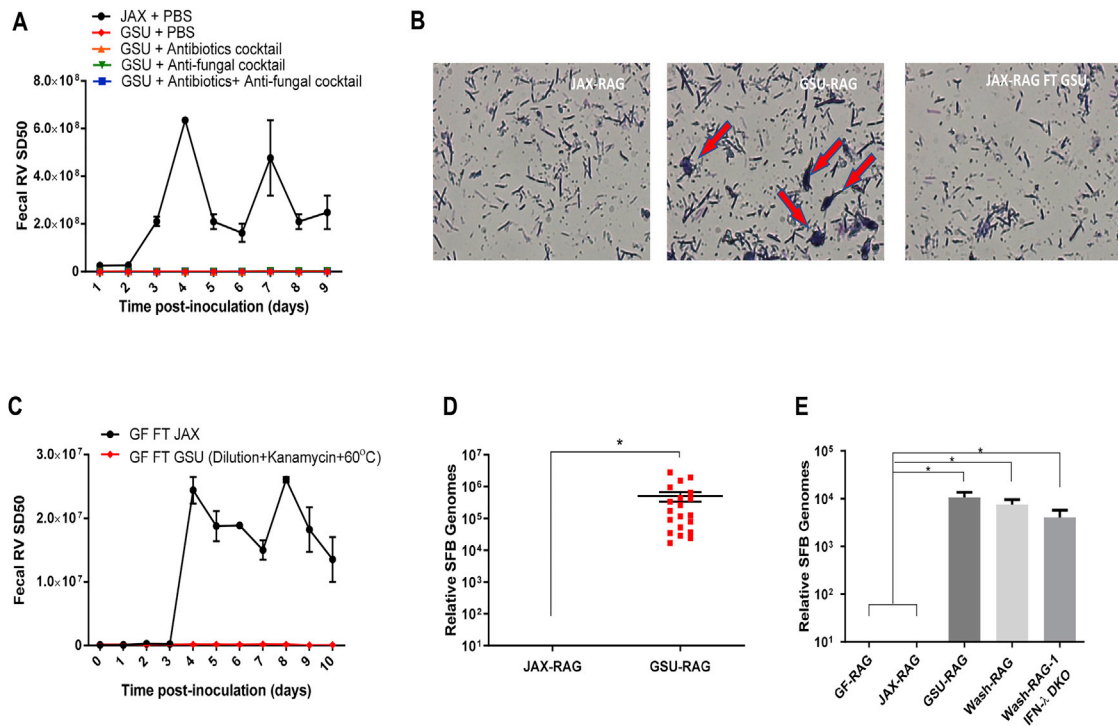 A
JAX + PBS
GSU + PBS
GSU + Antibiotics cocktail
GSU + Anti-fungal cocktail
GSU + Antibiotics+ Anti-fungal cocktail
8.0×10⁸
6.0×10⁸
4.0×10⁸
2.0×10⁸
0
Fecal RV SD50
1 2 3 4 5 6 7 8 9
Time post-inoculation (days)
B
JAX-RAG
GSU-RAG
JAX-RAG FT GSU
C
GF FT JAX
GF FT GSU (Dilution+Kanamycin+60°C)
3.0×10⁷
2.0×10⁷
1.0×10⁷
0
Fecal RV SD50
0 1 2 3 4 5 6 7 8 9 10
Time post-inoculation (days)
D
*
10⁷
10⁶
10⁵
10⁴
10³
10²
10¹
Relative SFB Genomes
JAX-RAG GSU-RAG
E
*
*
*
10⁵
10⁴
10³
10²
10¹
Relative SFB Genomes
GF-RAG
JAX-RAG
GSU-RAG
Wash-RAG
Wash-RAG-1
IFN-λ DKO